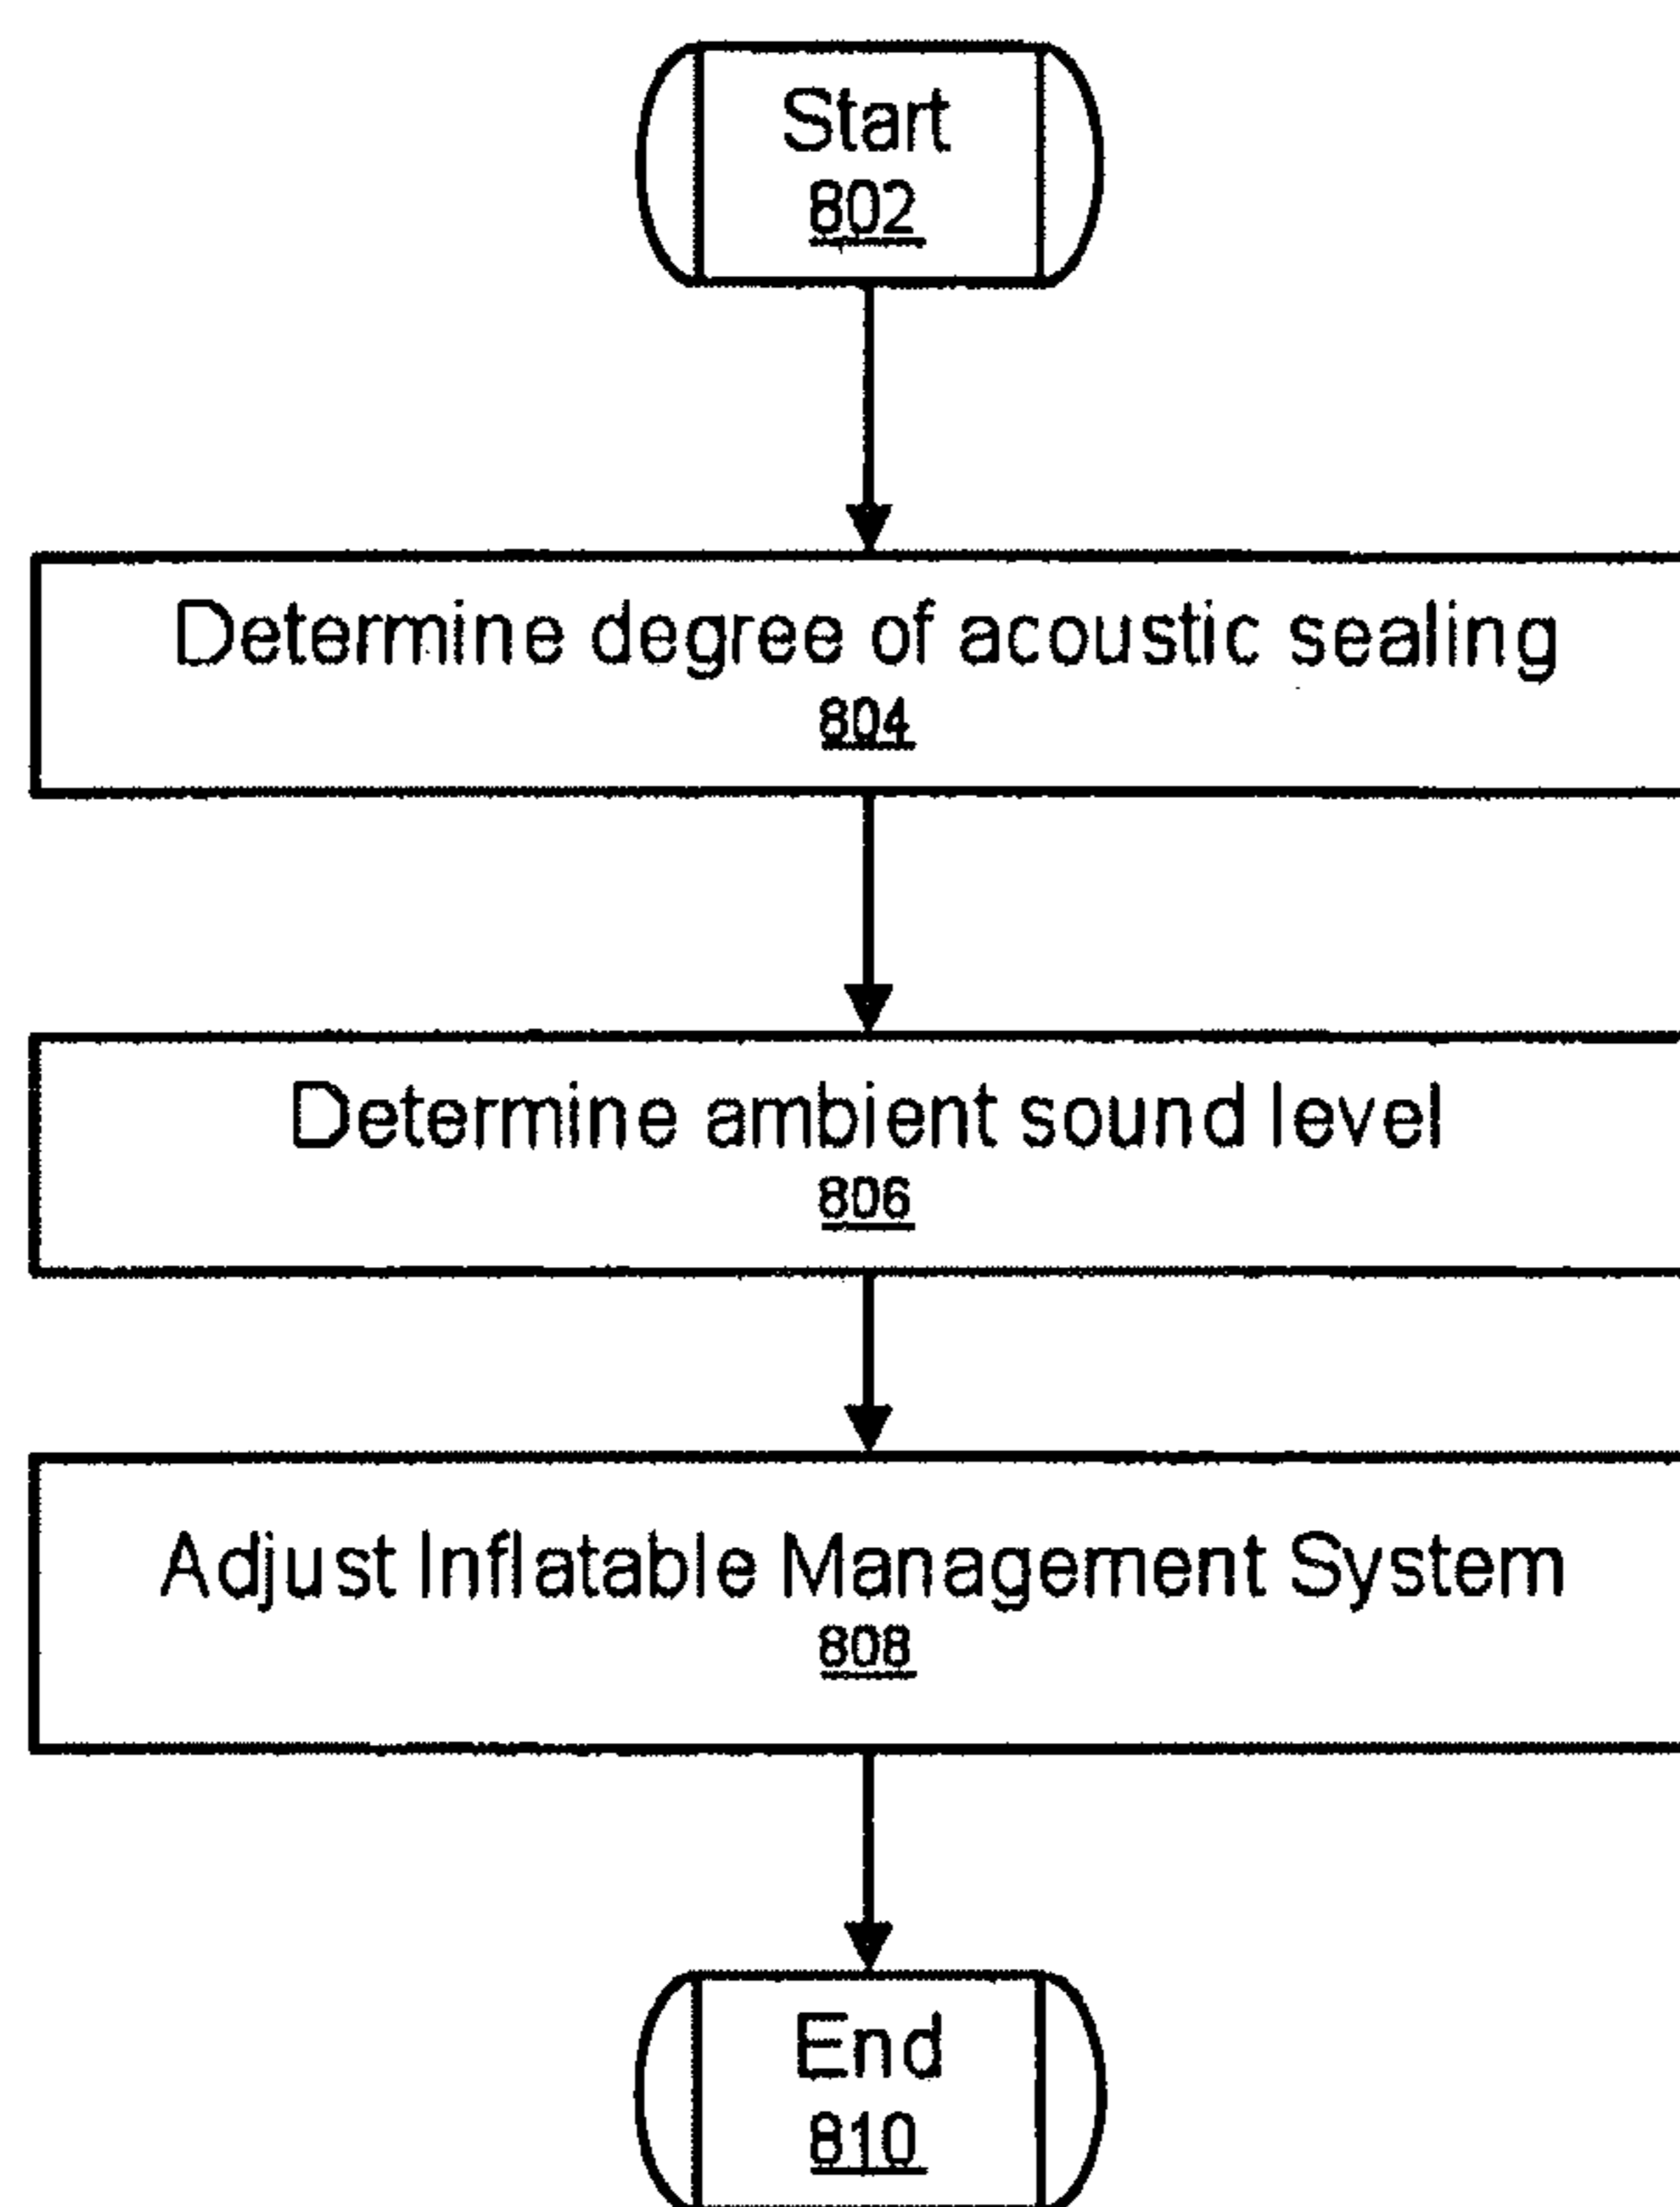 Start
802
Determine degree of acoustic sealing
804
Determine ambient sound level
806
Adjust Inflatable Management System
808
End
810